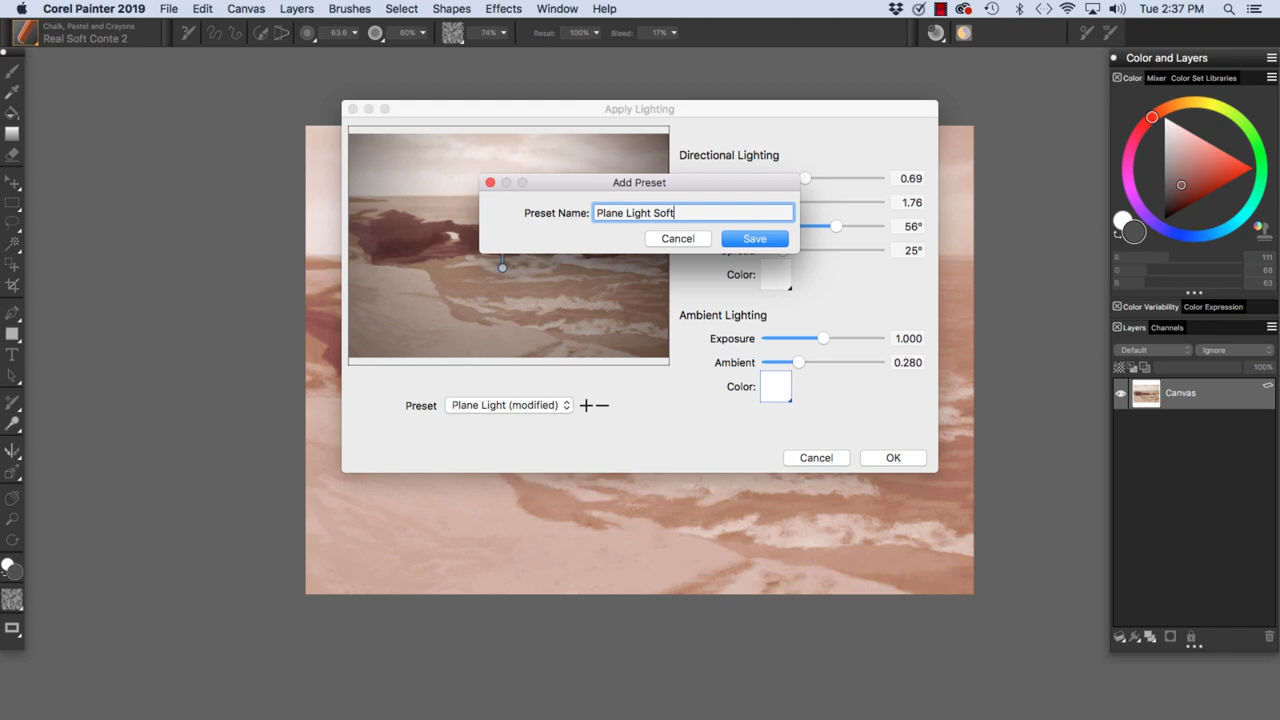 Corel Painter 2019 File Edit Canvas Layers Brushes Select Shapes Effects Window Help Tue 2:37 PM
Chalk, Pastel and Crayons
Real Soft Conte 2
63.6 80% 74% Resat: 100% Bleed: 17%
Color and Layers
Color Mixer Color Set Libraries
Apply Lighting
Directional Lighting
0.69
1.76
56°
25°
Color:
Add Preset
Preset Name: Plane Light Soft
Cancel Save
Ambient Lighting
Exposure 1.000
Ambient 0.280
Color:
Preset Plane Light (modified)
Cancel OK
R 111
G 68
B 63
Color Variability Color Expression
Layers Channels
Default Ignore
100%
Canvas